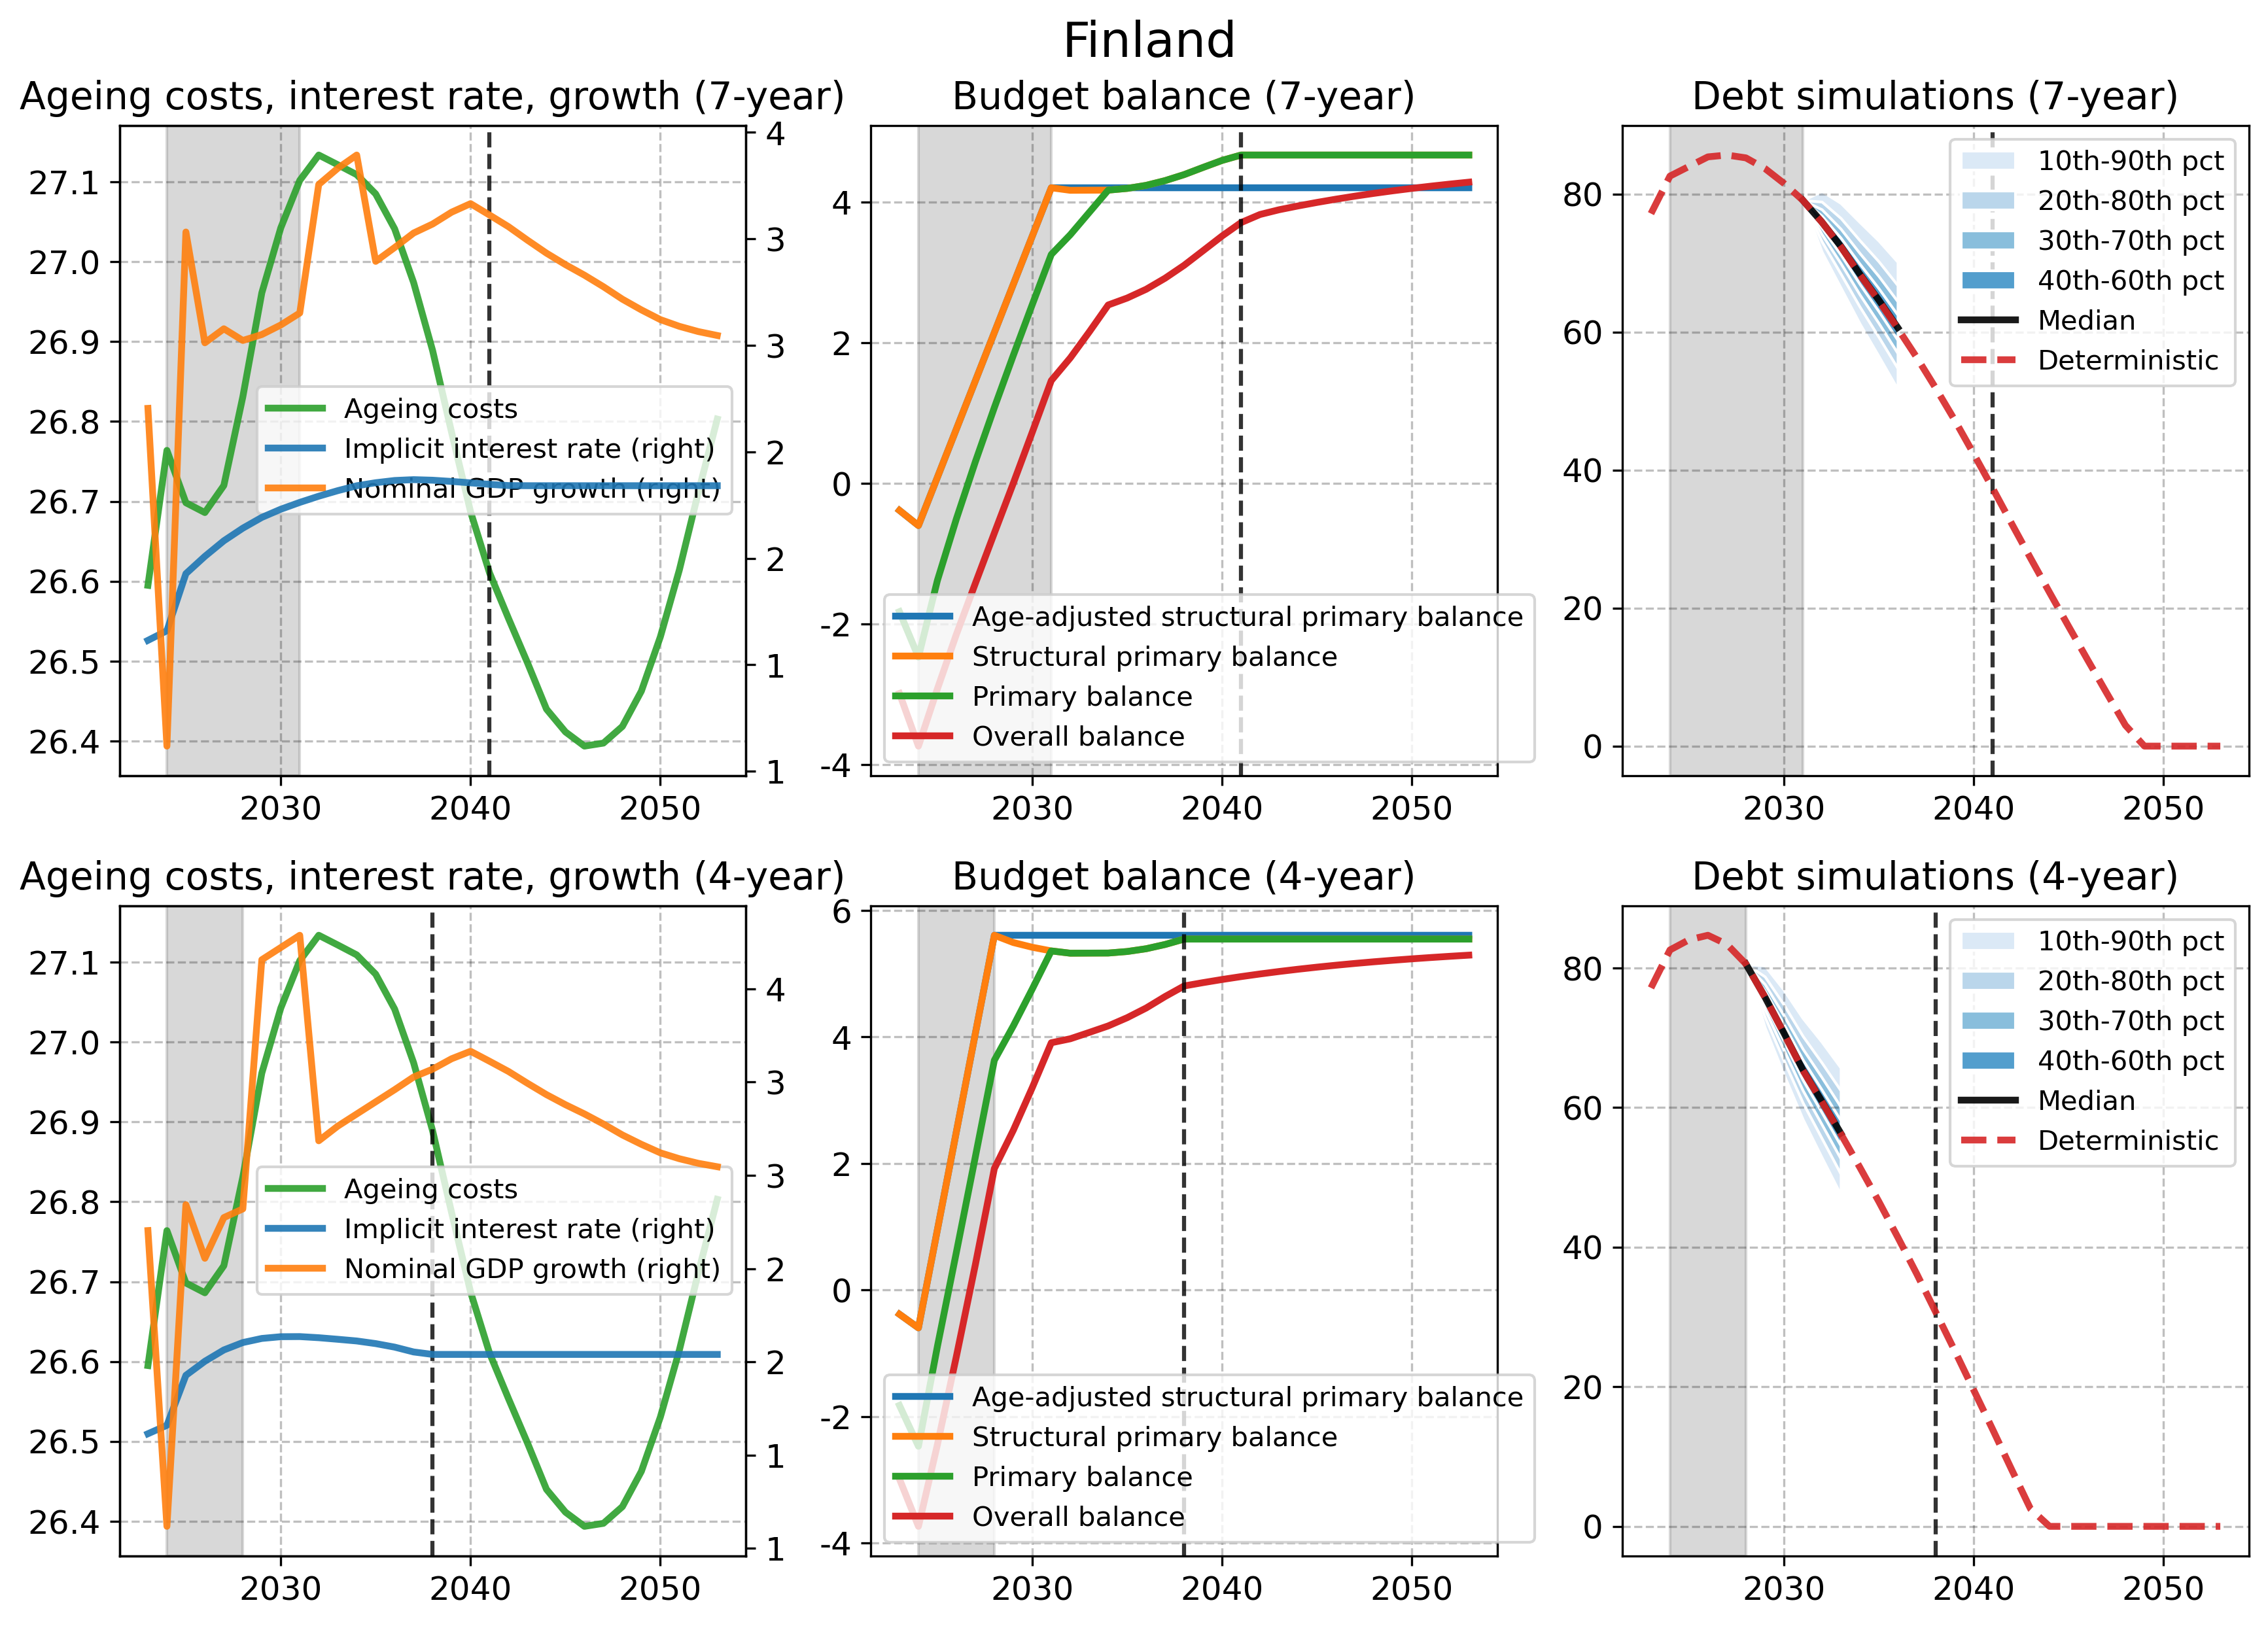 Finland
Ageing costs, interest rate, growth (7-year)
27.1
27.0
26.9
26.8
26.7
26.6
26.5
26.4
4
3
3
2
2
1
1
2030 2040 2050
Ageing costs
Implicit interest rate (right)
Nominal GDP growth (right)
Budget balance (7-year)
4
2
0
-2
-4
2030 2040 2050
Age-adjusted structural primary balance
Structural primary balance
Primary balance
Overall balance
Debt simulations (7-year)
80
60
40
20
0
2030 2040 2050
10th-90th pct
20th-80th pct
30th-70th pct
40th-60th pct
Median
Deterministic
Ageing costs, interest rate, growth (4-year)
27.1
27.0
26.9
26.8
26.7
26.6
26.5
26.4
4
3
3
2
2
1
1
2030 2040 2050
Ageing costs
Implicit interest rate (right)
Nominal GDP growth (right)
Budget balance (4-year)
6
4
2
0
-2
-4
2030 2040 2050
Age-adjusted structural primary balance
Structural primary balance
Primary balance
Overall balance
Debt simulations (4-year)
80
60
40
20
0
2030 2040 2050
10th-90th pct
20th-80th pct
30th-70th pct
40th-60th pct
Median
Deterministic